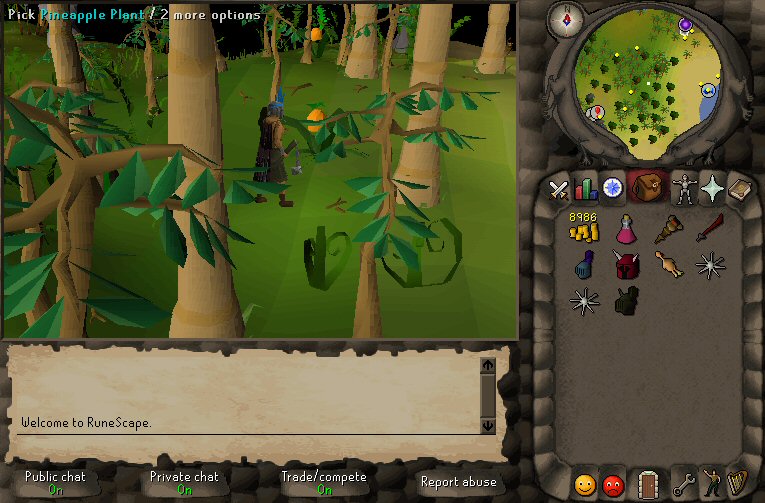 Pick Pineapple Plant / 2 more options
N
8986
Welcome to RuneScape.
Public chat
On
Private chat
On
Trade/compete
On
Report abuse